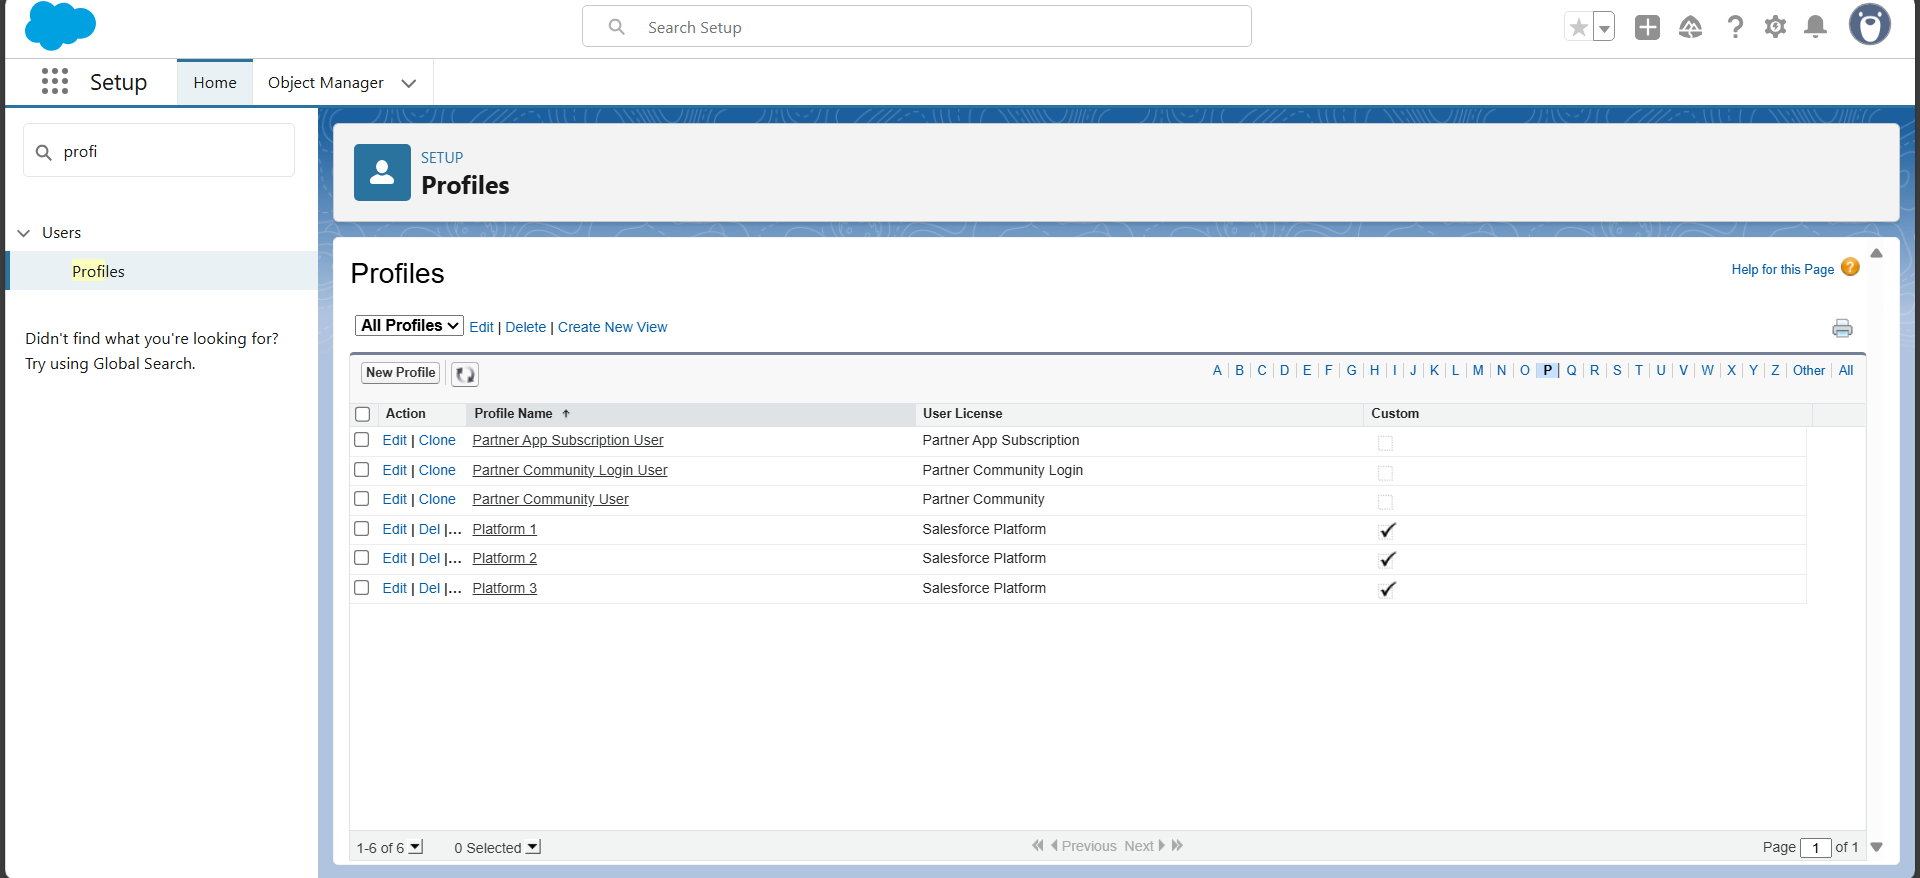 Search Setup
Setup
Home
Object Manager
profi
Users
Profiles
Didn't find what you're looking for?
Try using Global Search.
SETUP
Profiles
Profiles
Help for this Page ?
All Profiles Edit | Delete | Create New View
New Profile
A | B | C | D | E | F | G | H | I | J | K | L | M | N | O | P | Q | R | S | T | U | V | W | X | Y | Z | Other | All
Action Profile Name ↑ User License Custom
Edit | Clone Partner App Subscription User Partner App Subscription
Edit | Clone Partner Community Login User Partner Community Login
Edit | Clone Partner Community User Partner Community
Edit | Del |... Platform 1 Salesforce Platform ✓
Edit | Del |... Platform 2 Salesforce Platform ✓
Edit | Del |... Platform 3 Salesforce Platform ✓
1-6 of 6 0 Selected Previous Next Page 1 of 1